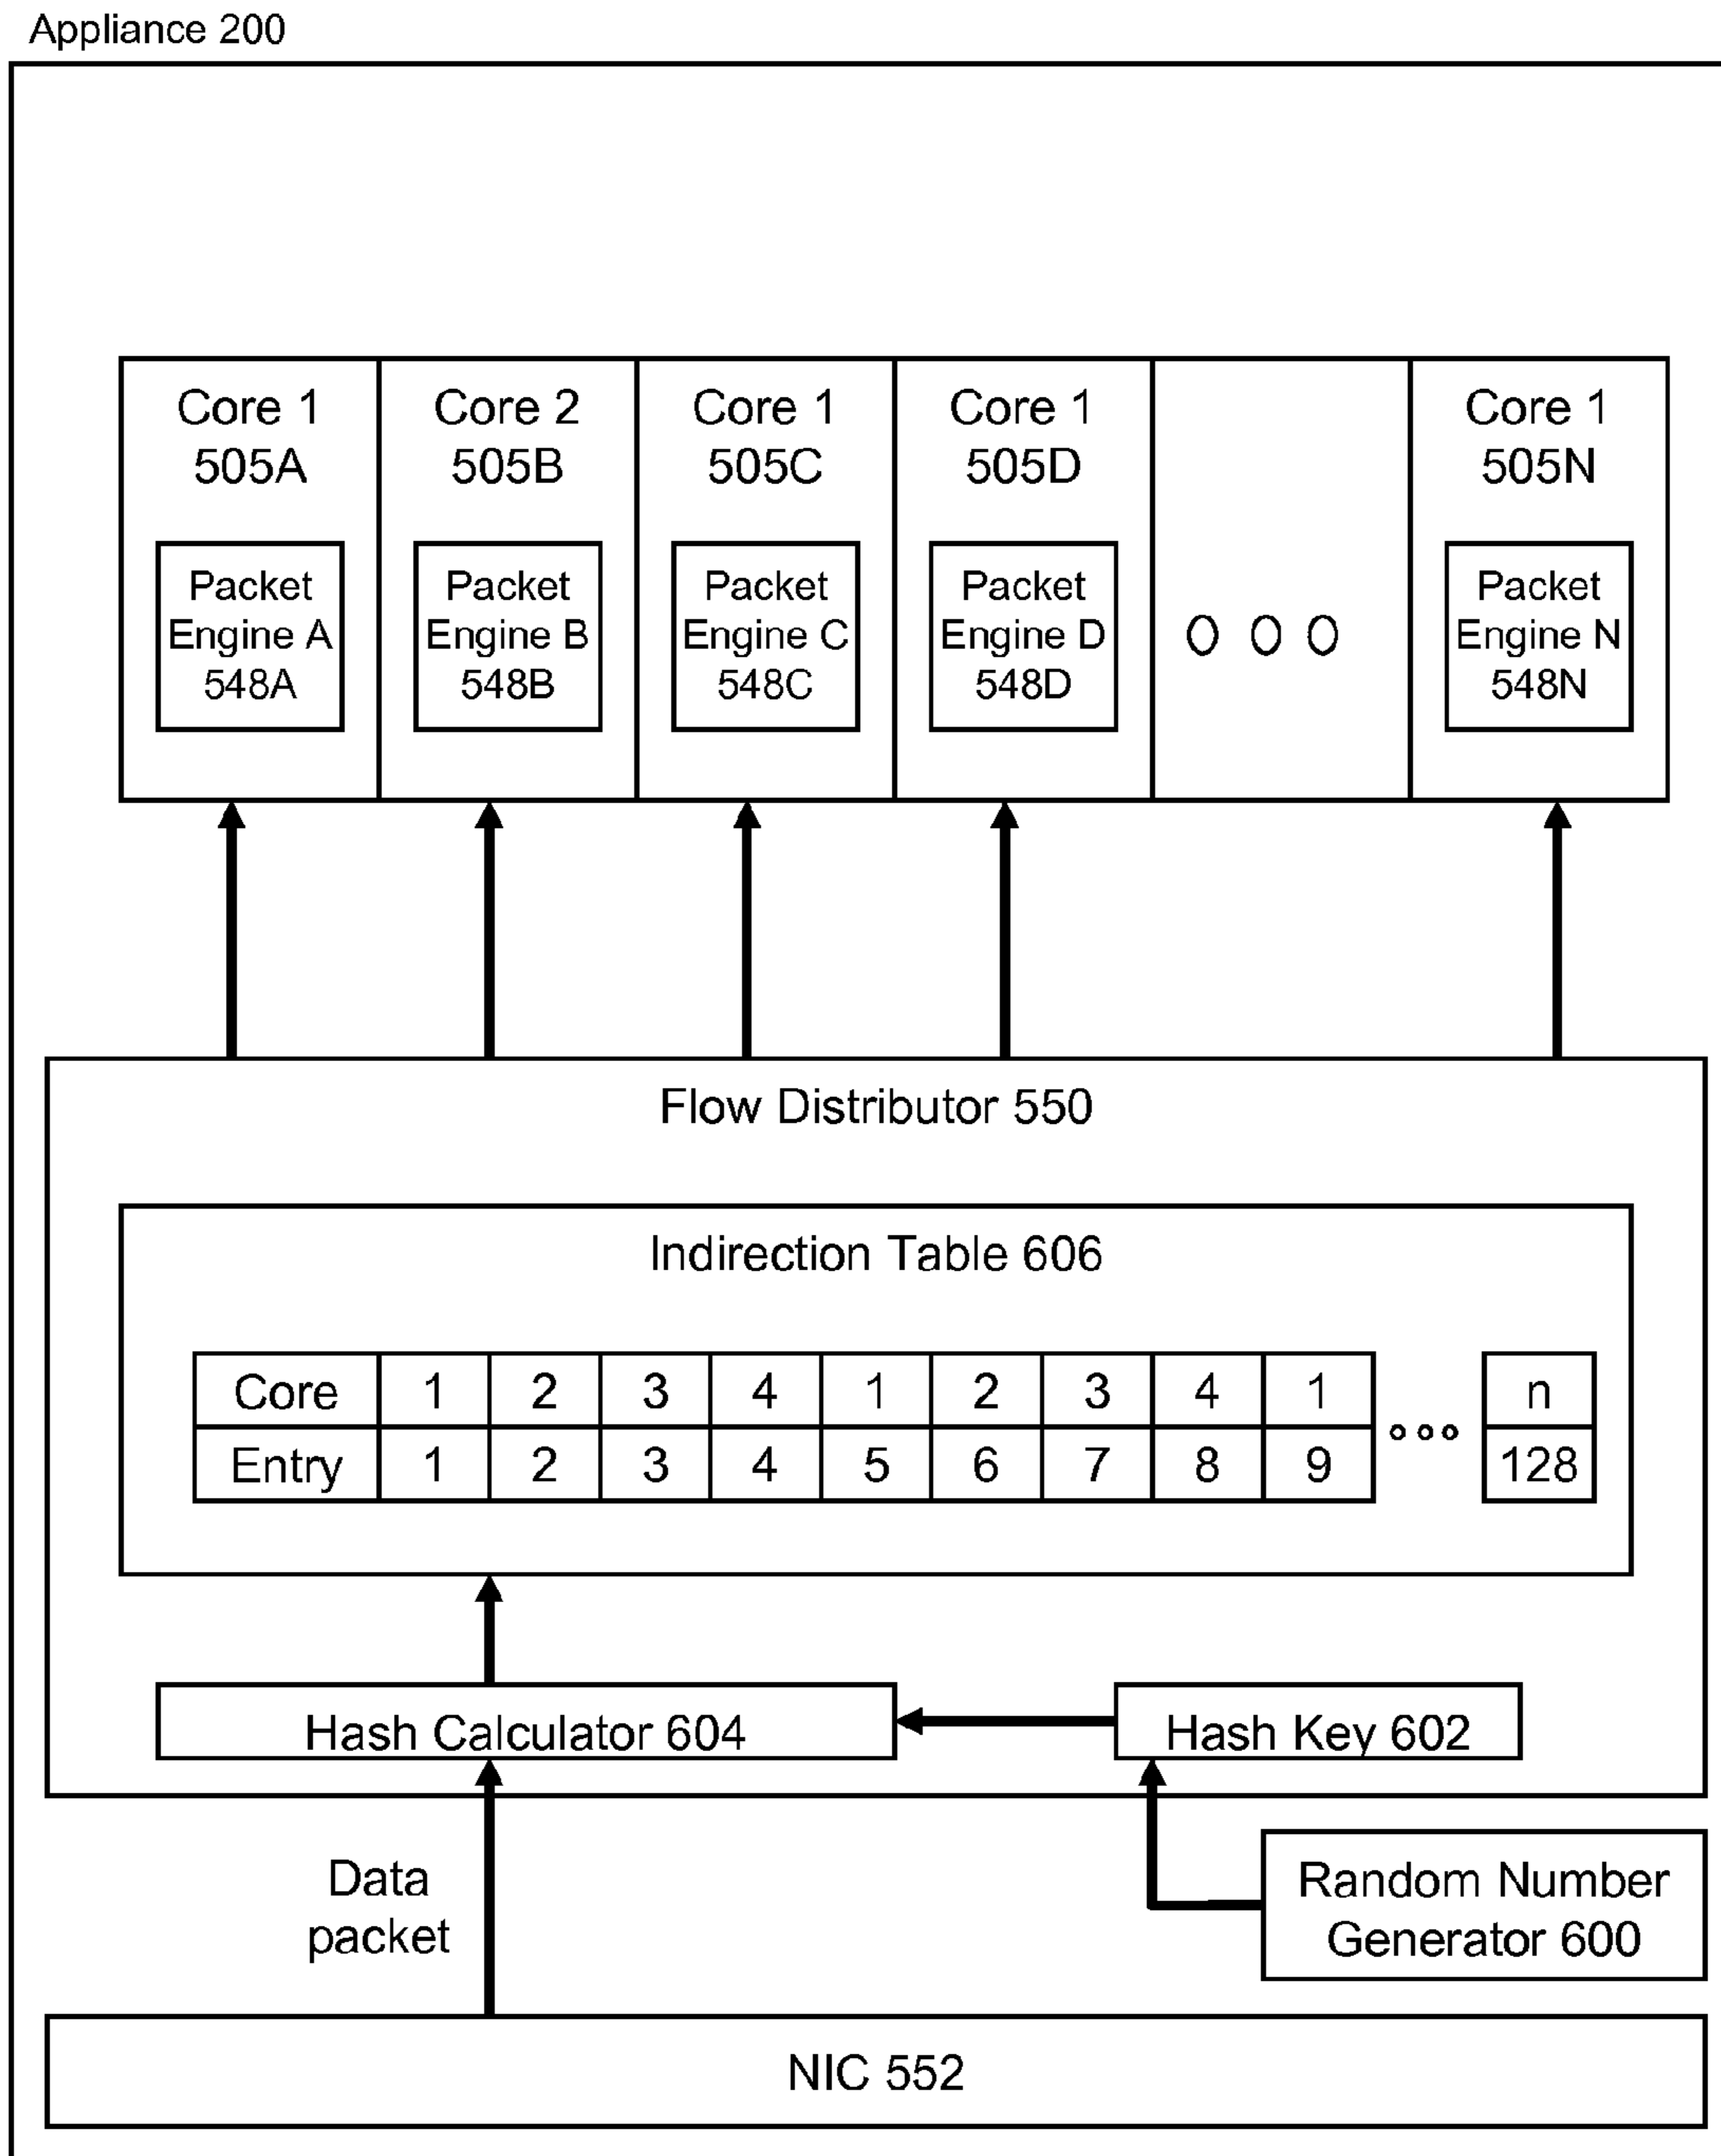 Appliance 200
Core 1
505A
Packet
Engine A
548A
Core 2
505B
Packet
Engine B
548B
Core 1
505C
Packet
Engine C
548C
Core 1
505D
Packet
Engine D
548D
Core 1
505N
Packet
Engine N
548N
Flow Distributor 550
Indirection Table 606
Core 1 2 3 4 1 2 3 4 1 n
Entry 1 2 3 4 5 6 7 8 9 128
Hash Calculator 604
Hash Key 602
Data
packet
Random Number
Generator 600
NIC 552